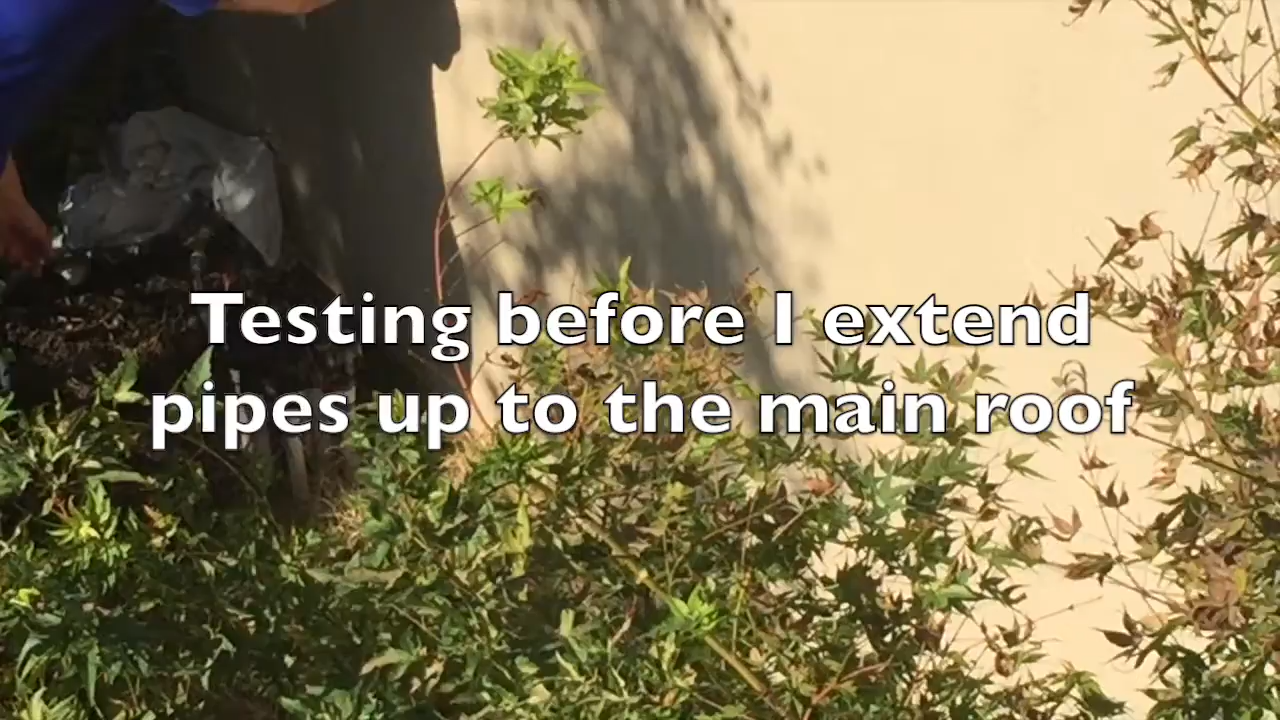 Testing before I extend
pipes up to the main roof